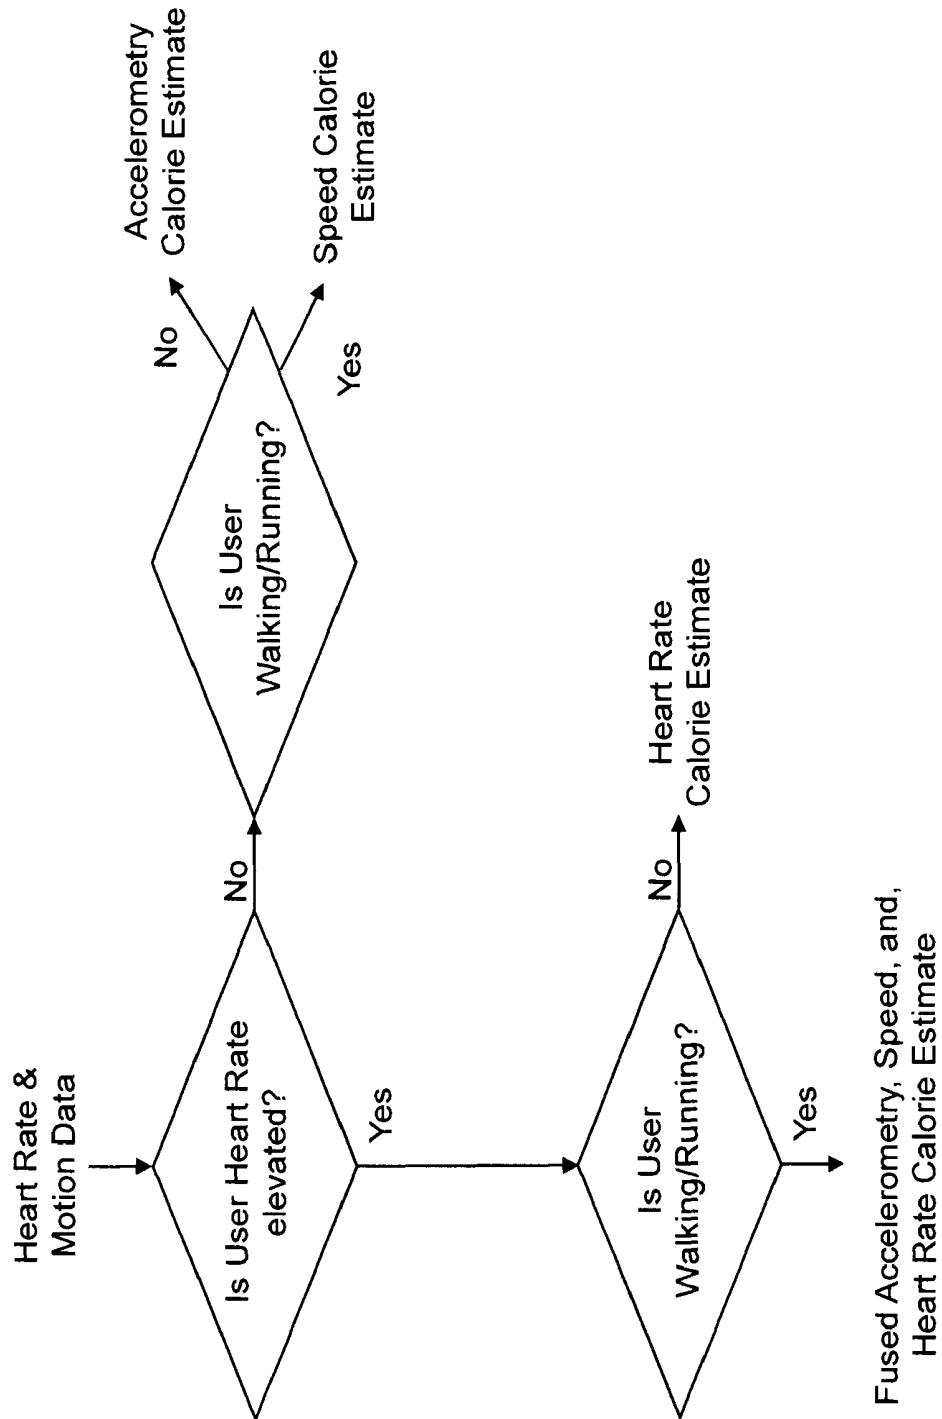 Heart Rate &
Motion Data
Is User Heart Rate
elevated?
No
Is User
Walking/Running?
No
Accelerometry
Calorie Estimate
Yes
Speed Calorie
Estimate
Yes
Is User
Walking/Running?
No
Heart Rate
Calorie Estimate
Yes
Fused Accelerometry, Speed, and,
Heart Rate Calorie Estimate